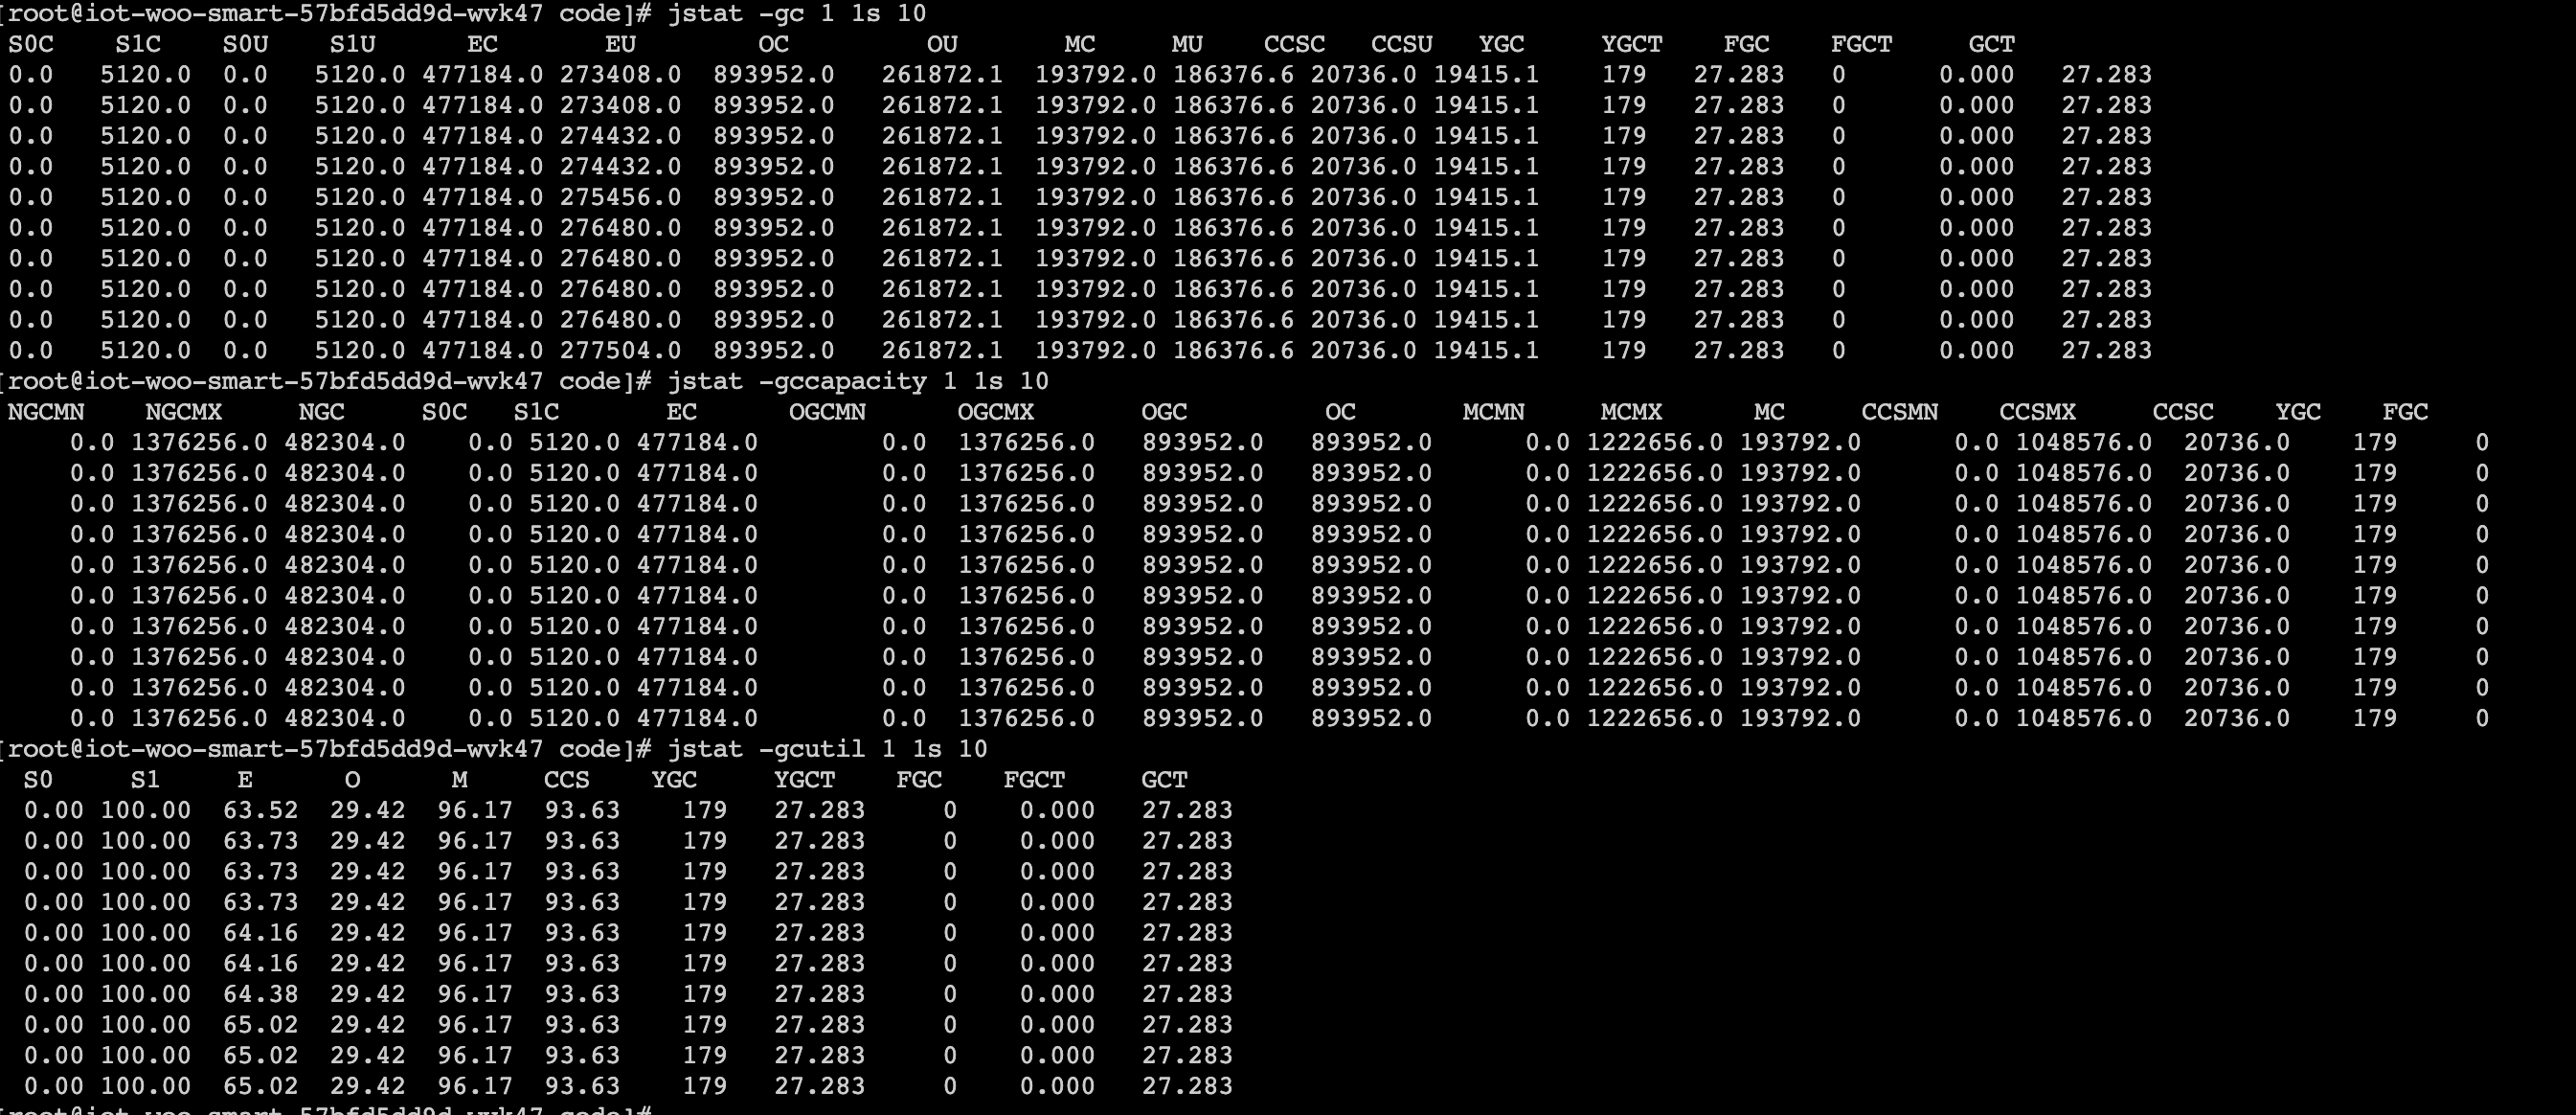 [root@iot-woo-smart-57bfd5dd9d-wvk47 code]# jstat -gc 1 1s 10
S0C S1C S0U S1U EC EU OC OU MC MU CCSC CCSU YGC YGCT FGC FGCT GCT
0.0 5120.0 0.0 5120.0 477184.0 273408.0 893952.0 261872.1 193792.0 186376.6 20736.0 19415.1 179 27.283 0 0.000 27.283
0.0 5120.0 0.0 5120.0 477184.0 273408.0 893952.0 261872.1 193792.0 186376.6 20736.0 19415.1 179 27.283 0 0.000 27.283
0.0 5120.0 0.0 5120.0 477184.0 274432.0 893952.0 261872.1 193792.0 186376.6 20736.0 19415.1 179 27.283 0 0.000 27.283
0.0 5120.0 0.0 5120.0 477184.0 274432.0 893952.0 261872.1 193792.0 186376.6 20736.0 19415.1 179 27.283 0 0.000 27.283
0.0 5120.0 0.0 5120.0 477184.0 275456.0 893952.0 261872.1 193792.0 186376.6 20736.0 19415.1 179 27.283 0 0.000 27.283
0.0 5120.0 0.0 5120.0 477184.0 276480.0 893952.0 261872.1 193792.0 186376.6 20736.0 19415.1 179 27.283 0 0.000 27.283
0.0 5120.0 0.0 5120.0 477184.0 276480.0 893952.0 261872.1 193792.0 186376.6 20736.0 19415.1 179 27.283 0 0.000 27.283
0.0 5120.0 0.0 5120.0 477184.0 276480.0 893952.0 261872.1 193792.0 186376.6 20736.0 19415.1 179 27.283 0 0.000 27.283
0.0 5120.0 0.0 5120.0 477184.0 276480.0 893952.0 261872.1 193792.0 186376.6 20736.0 19415.1 179 27.283 0 0.000 27.283
0.0 5120.0 0.0 5120.0 477184.0 277504.0 893952.0 261872.1 193792.0 186376.6 20736.0 19415.1 179 27.283 0 0.000 27.283
[root@iot-woo-smart-57bfd5dd9d-wvk47 code]# jstat -gccapacity 1 1s 10
NGCMN NGCMX NGC S0C S1C EC OGCMN OGCMX OGC OC MCMN MCMX MC CCSMN CCSMX CCSC YGC FGC
0.0 1376256.0 482304.0 0.0 5120.0 477184.0 0.0 1376256.0 893952.0 893952.0 0.0 1222656.0 193792.0 0.0 1048576.0 20736.0 179 0
0.0 1376256.0 482304.0 0.0 5120.0 477184.0 0.0 1376256.0 893952.0 893952.0 0.0 1222656.0 193792.0 0.0 1048576.0 20736.0 179 0
0.0 1376256.0 482304.0 0.0 5120.0 477184.0 0.0 1376256.0 893952.0 893952.0 0.0 1222656.0 193792.0 0.0 1048576.0 20736.0 179 0
0.0 1376256.0 482304.0 0.0 5120.0 477184.0 0.0 1376256.0 893952.0 893952.0 0.0 1222656.0 193792.0 0.0 1048576.0 20736.0 179 0
0.0 1376256.0 482304.0 0.0 5120.0 477184.0 0.0 1376256.0 893952.0 893952.0 0.0 1222656.0 193792.0 0.0 1048576.0 20736.0 179 0
0.0 1376256.0 482304.0 0.0 5120.0 477184.0 0.0 1376256.0 893952.0 893952.0 0.0 1222656.0 193792.0 0.0 1048576.0 20736.0 179 0
0.0 1376256.0 482304.0 0.0 5120.0 477184.0 0.0 1376256.0 893952.0 893952.0 0.0 1222656.0 193792.0 0.0 1048576.0 20736.0 179 0
0.0 1376256.0 482304.0 0.0 5120.0 477184.0 0.0 1376256.0 893952.0 893952.0 0.0 1222656.0 193792.0 0.0 1048576.0 20736.0 179 0
0.0 1376256.0 482304.0 0.0 5120.0 477184.0 0.0 1376256.0 893952.0 893952.0 0.0 1222656.0 193792.0 0.0 1048576.0 20736.0 179 0
0.0 1376256.0 482304.0 0.0 5120.0 477184.0 0.0 1376256.0 893952.0 893952.0 0.0 1222656.0 193792.0 0.0 1048576.0 20736.0 179 0
[root@iot-woo-smart-57bfd5dd9d-wvk47 code]# jstat -gcutil 1 1s 10
S0 S1 E O M CCS YGC YGCT FGC FGCT GCT
0.00 100.00 63.52 29.42 96.17 93.63 179 27.283 0 0.000 27.283
0.00 100.00 63.73 29.42 96.17 93.63 179 27.283 0 0.000 27.283
0.00 100.00 63.73 29.42 96.17 93.63 179 27.283 0 0.000 27.283
0.00 100.00 63.73 29.42 96.17 93.63 179 27.283 0 0.000 27.283
0.00 100.00 64.16 29.42 96.17 93.63 179 27.283 0 0.000 27.283
0.00 100.00 64.16 29.42 96.17 93.63 179 27.283 0 0.000 27.283
0.00 100.00 64.38 29.42 96.17 93.63 179 27.283 0 0.000 27.283
0.00 100.00 65.02 29.42 96.17 93.63 179 27.283 0 0.000 27.283
0.00 100.00 65.02 29.42 96.17 93.63 179 27.283 0 0.000 27.283
0.00 100.00 65.02 29.42 96.17 93.63 179 27.283 0 0.000 27.283
[root@iot-woo-smart-57bfd5dd9d-wvk47 code]#